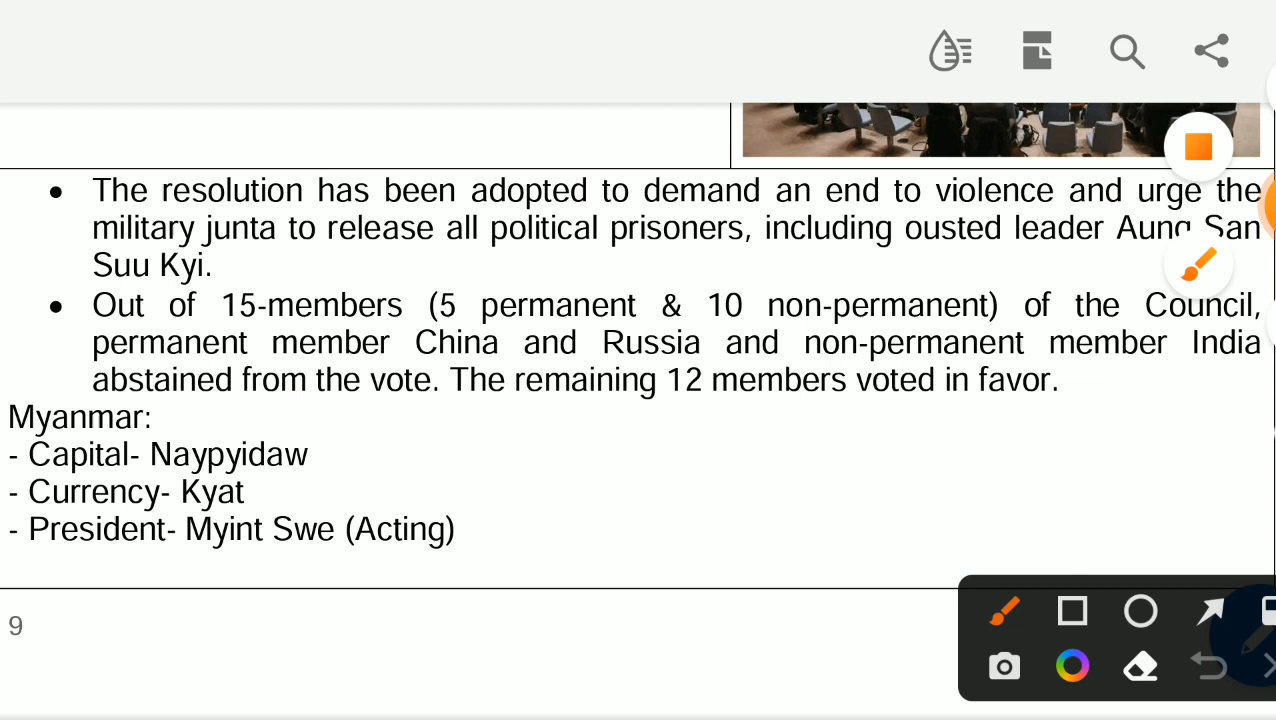 • The resolution has been adopted to demand an end to violence and urge the
military junta to release all political prisoners, including ousted leader Aung San
Suu Kyi.
• Out of 15-members (5 permanent & 10 non-permanent) of the Council,
permanent member China and Russia and non-permanent member India
abstained from the vote. The remaining 12 members voted in favor.
Myanmar:
- Capital- Naypyidaw
- Currency- Kyat
- President- Myint Swe (Acting)
9